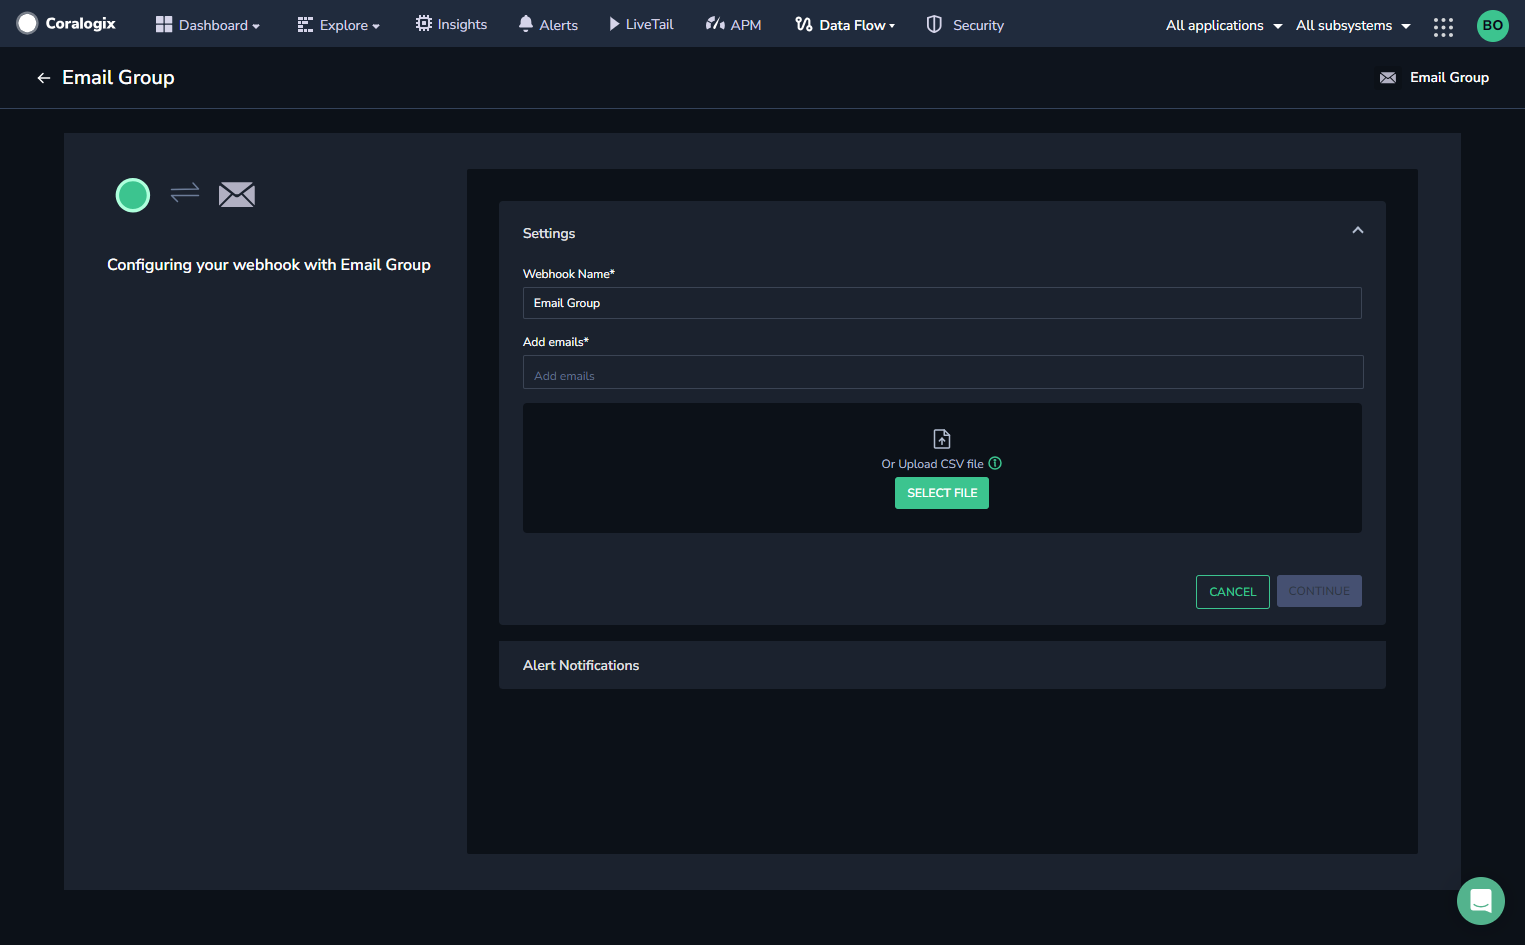 Coralogix Dashboard Explore Insights Alerts LiveTail APM Data Flow Security All applications All subsystems BO
Email Group Email Group
Configuring your webhook with Email Group
Settings
Webhook Name*
Email Group
Add emails*
Add emails
Or Upload CSV file
SELECT FILE
CANCEL CONTINUE
Alert Notifications